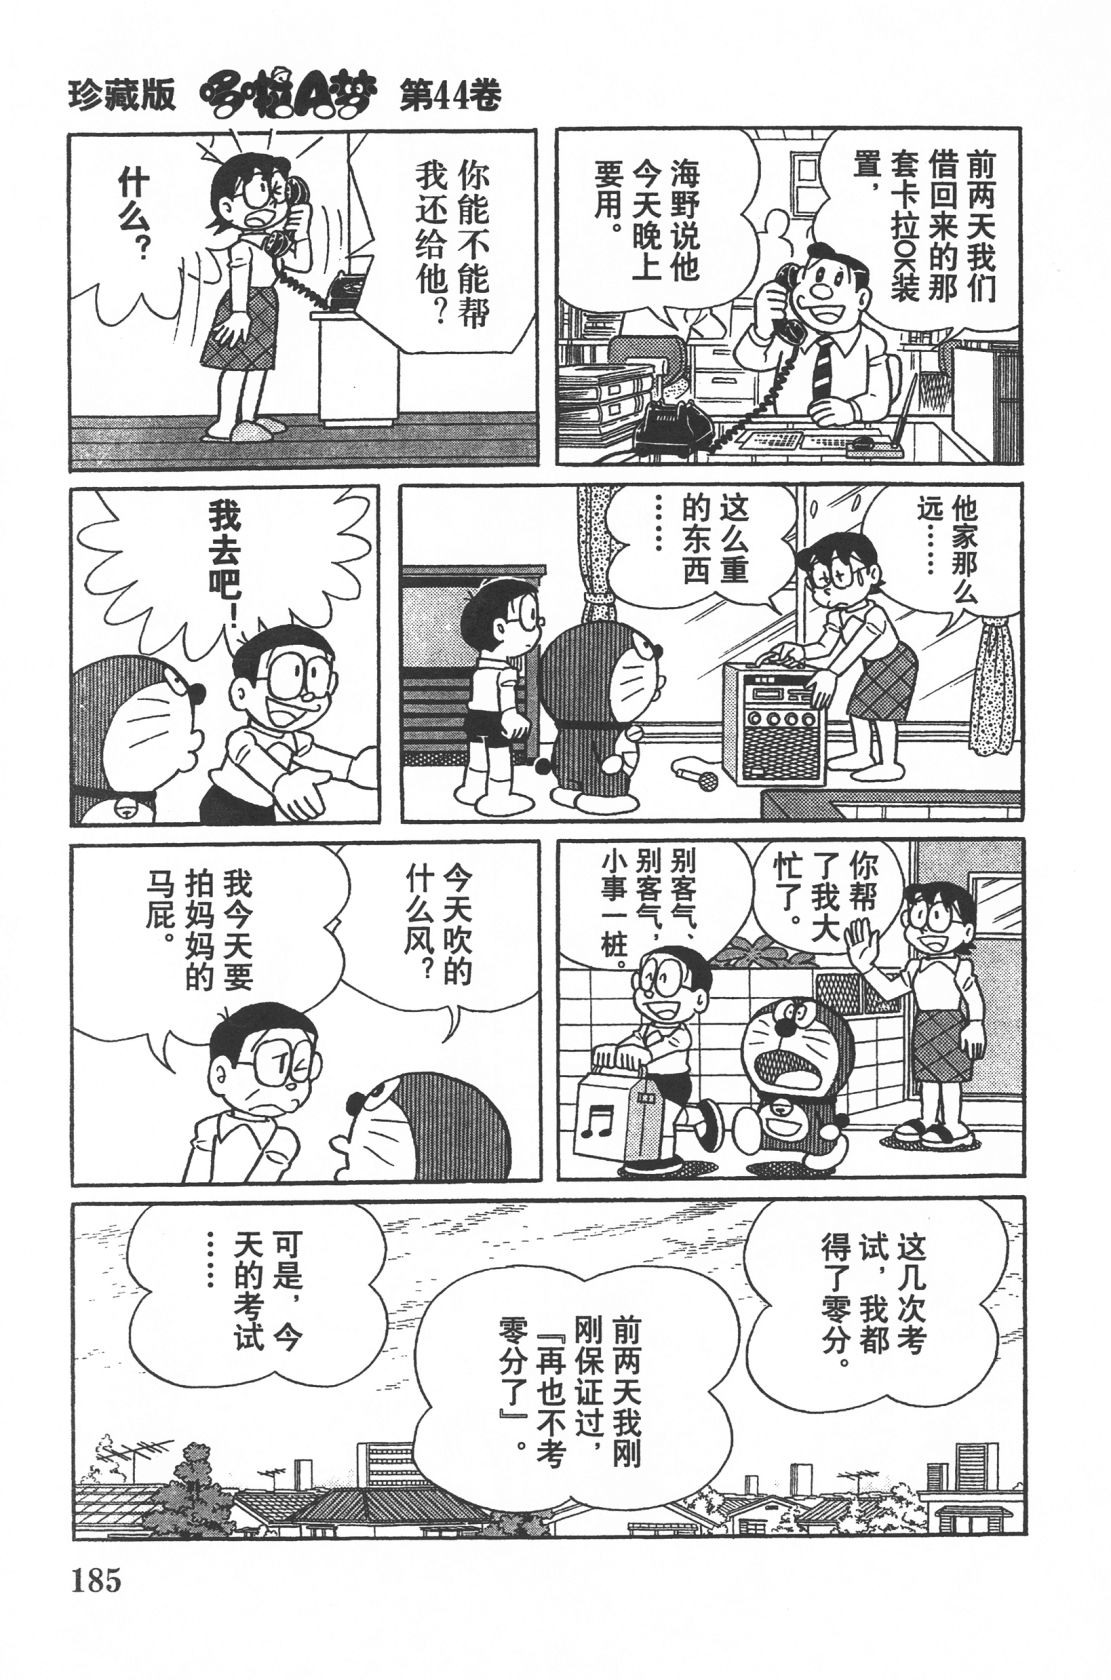 珍藏版 哆啦A梦 第44卷
前两天我们
借回来的那
套卡拉OK装
置，
海野说他
今天晚上
要用。
你能不能帮
我还给他？
什么？
他家那么
远……
这么重
的东西
……
我去吧！
你帮
了我大
忙了。
别客气、
别客气，
小事一桩。
今天吹的
什么风？
我今天要
拍妈妈的
马屁。
这几次考
试，我都
得了零分。
前两天我刚
刚保证过，
『再也不考
零分了』。
可是，今
天的考试
……
185